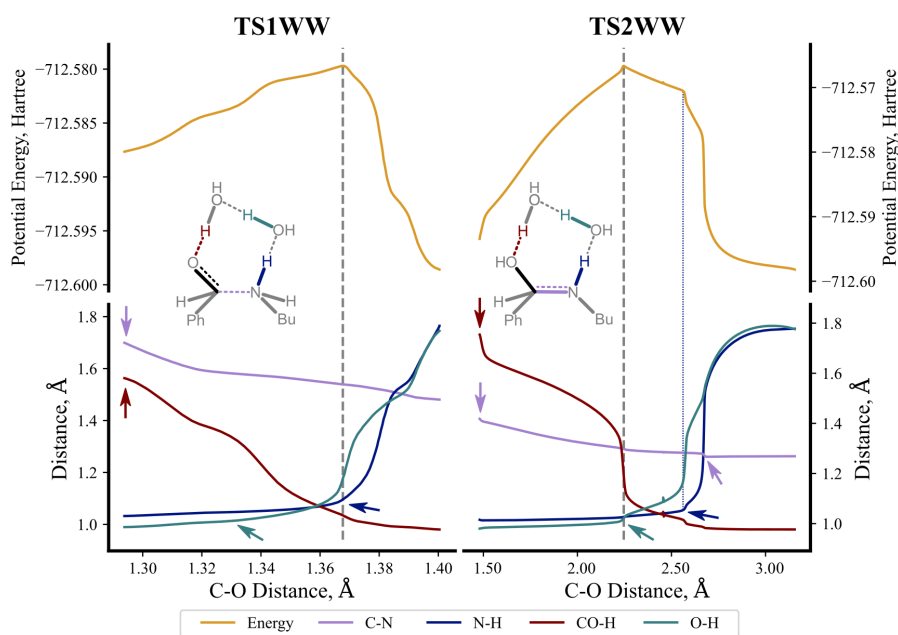 TS1WW
TS2WW
Potential Energy, Hartree
−712.580
−712.585
−712.590
−712.595
−712.600
H
O
H
H
OH
O
H
H
N
H
Ph
Bu
1.8
1.6
1.4
1.2
1.0
Distance, Å
1.30
1.32
1.34
1.36
1.38
1.40
C-O Distance, Å
H
O
H
H
OH
HO
H
H
N
Ph
Bu
−712.57
−712.58
−712.59
−712.60
Potential Energy, Hartree
1.8
1.6
1.4
1.2
1.0
Distance, Å
1.50
2.00
2.50
3.00
C-O Distance, Å
Energy
C-N
N-H
CO-H
O-H